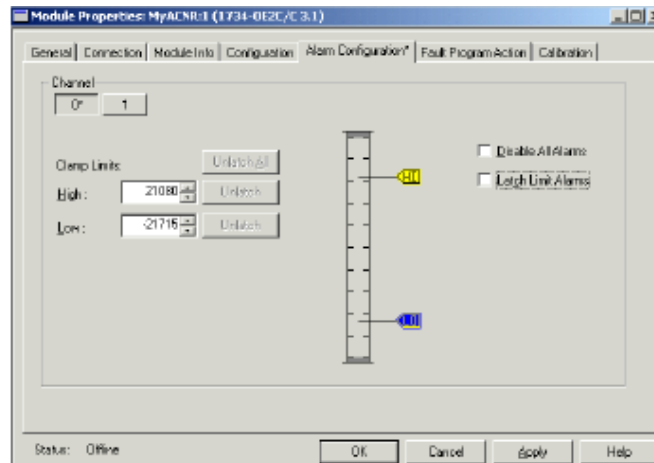 Module Properties: MyACNR:1 (1734-OE2C/C 3.1)
General Connection Module Info Configuration Alarm Configuration* Fault Program Action Calibration
Channel
0* 1
Clamp Limits: Unlatch All
Disable All Alarms
HI
High: 21080 Unlatch
Latch Limit Alarms
Low: -21715 Unlatch
LO
Status: Offline OK Cancel Apply Help